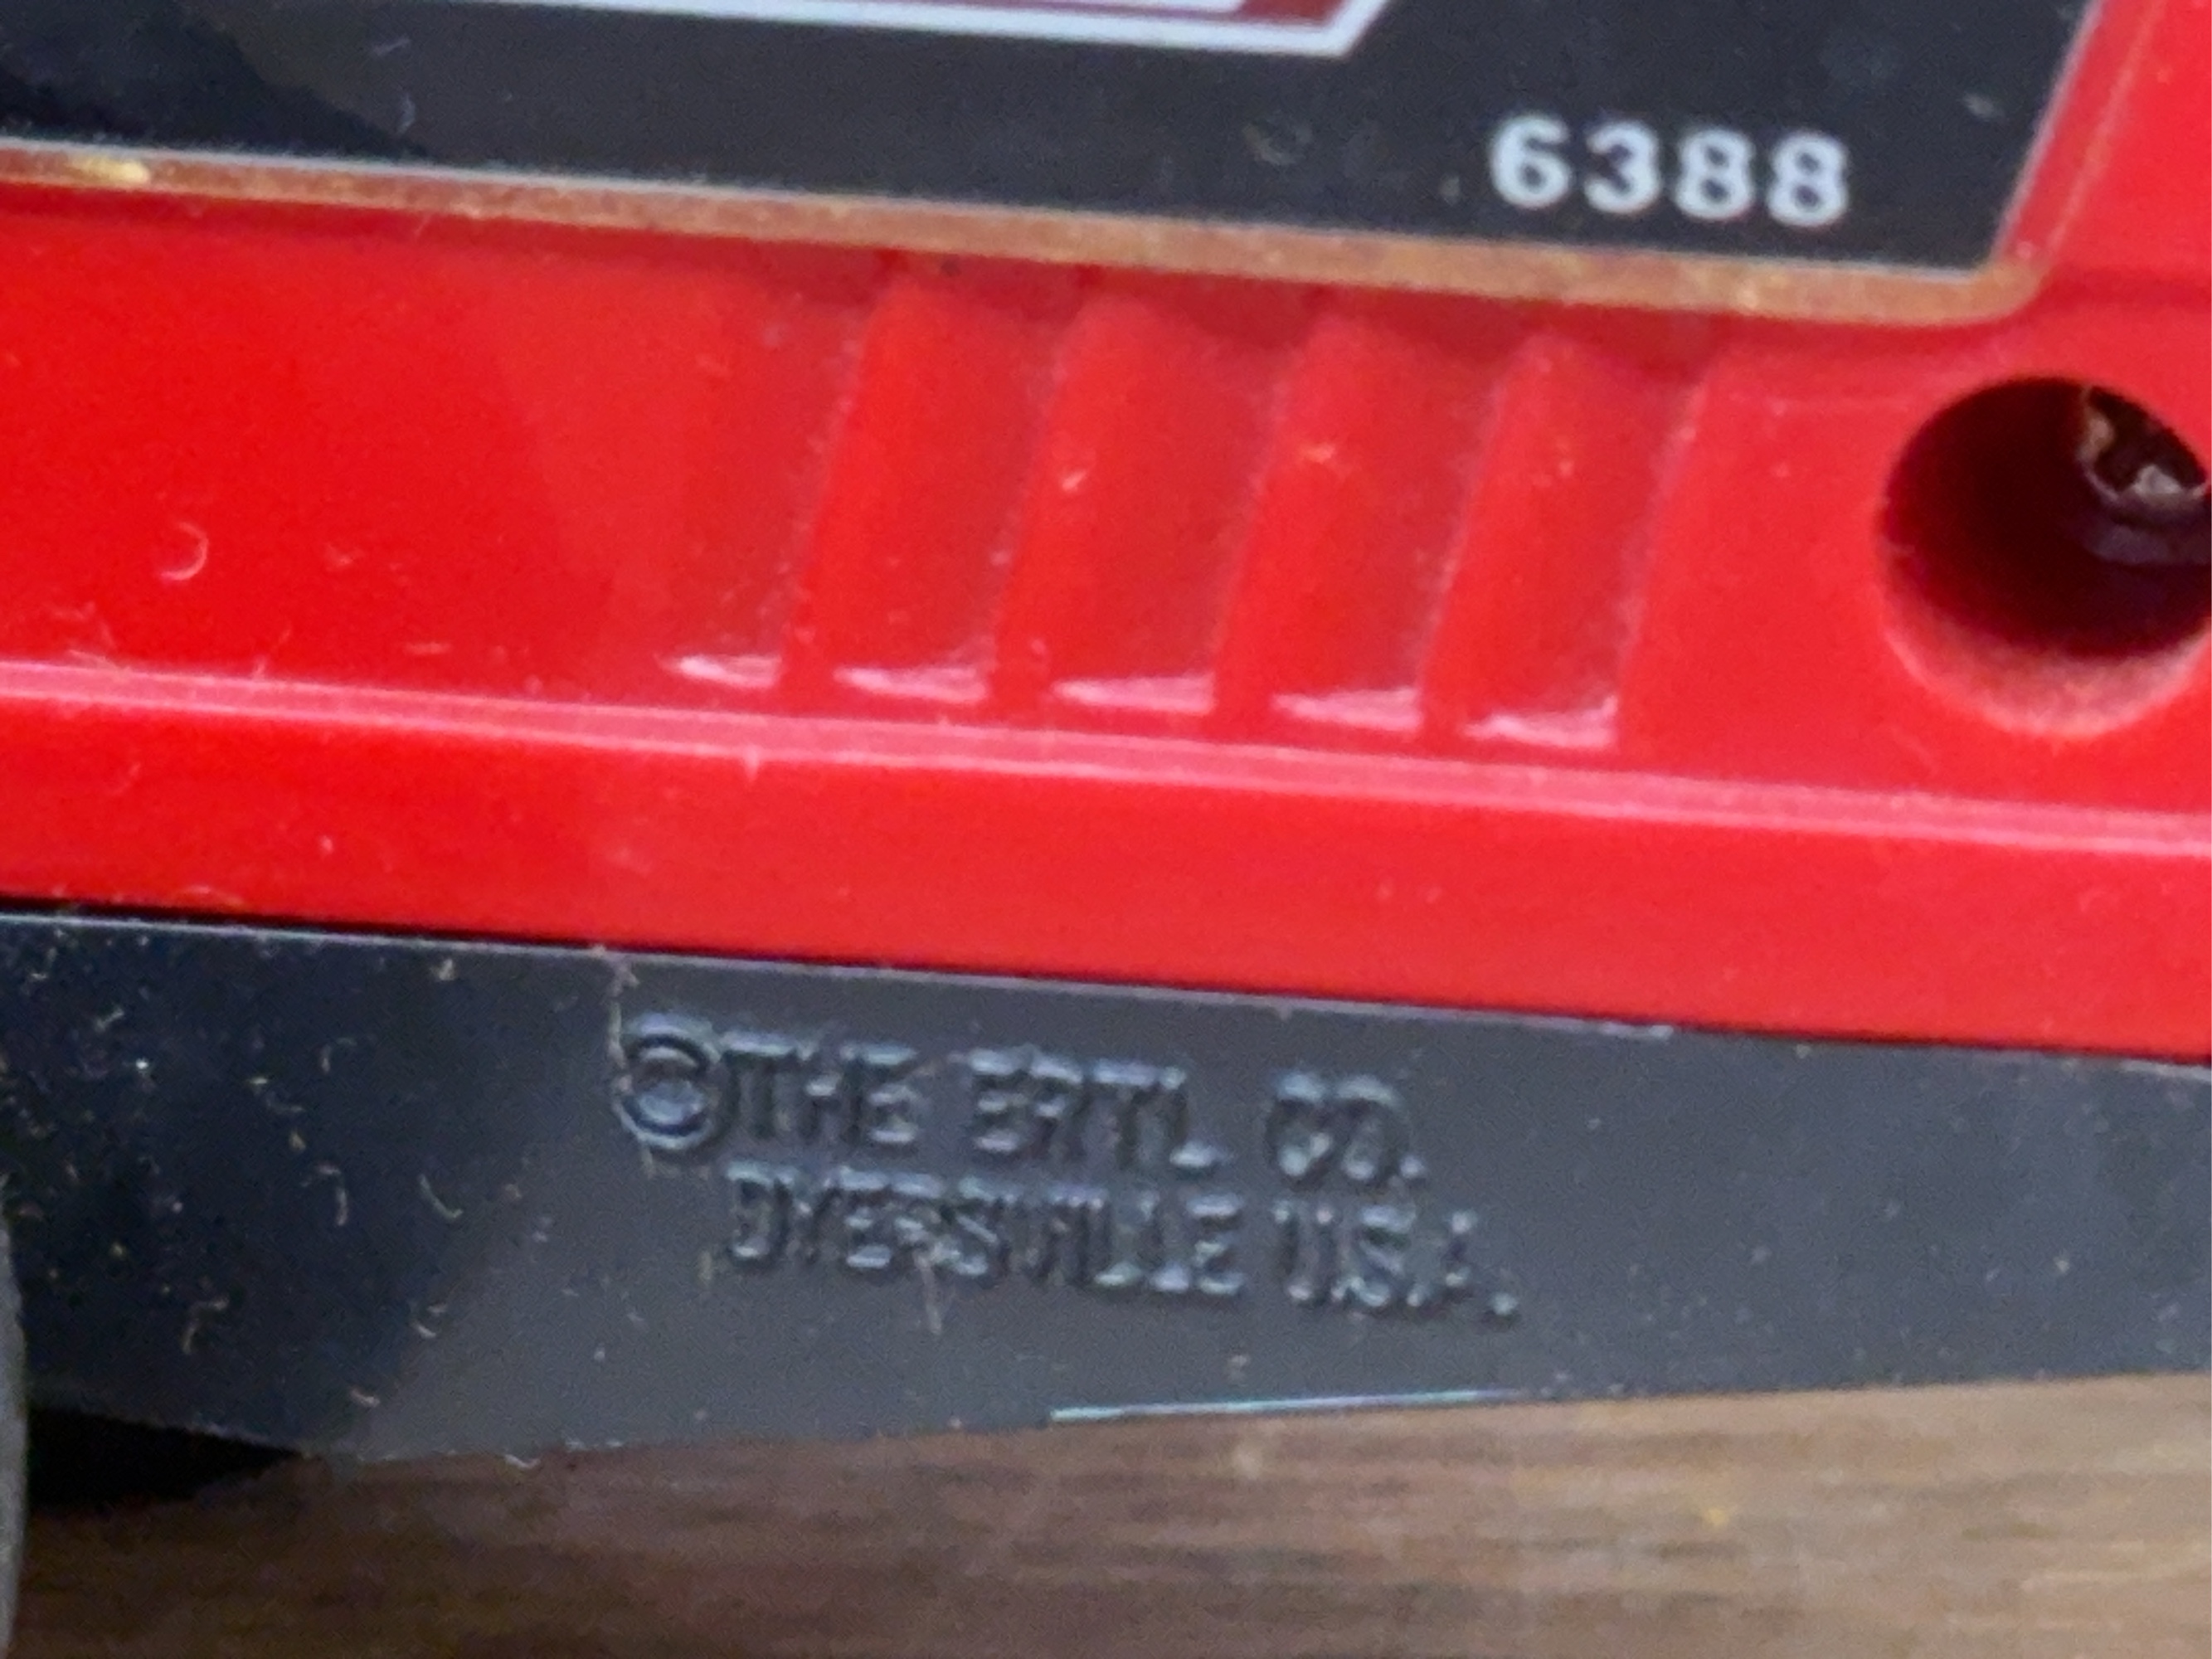 6388
©THE ERTL CO.
DYERSVILLE U.S.A.